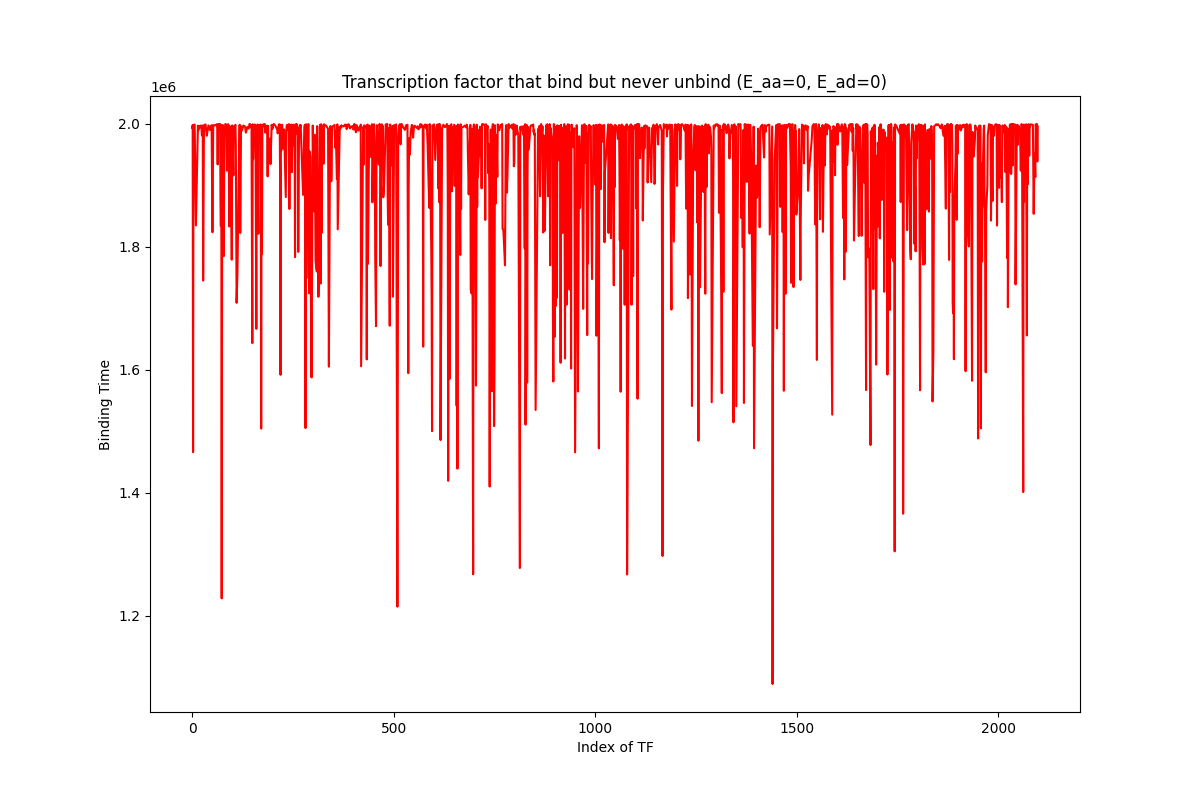 Transcription factor that bind but never unbind (E_aa=0, E_ad=0)
1e6
2.0
1.8
1.6
1.4
1.2
Binding Time
0 500 1000 1500 2000
Index of TF